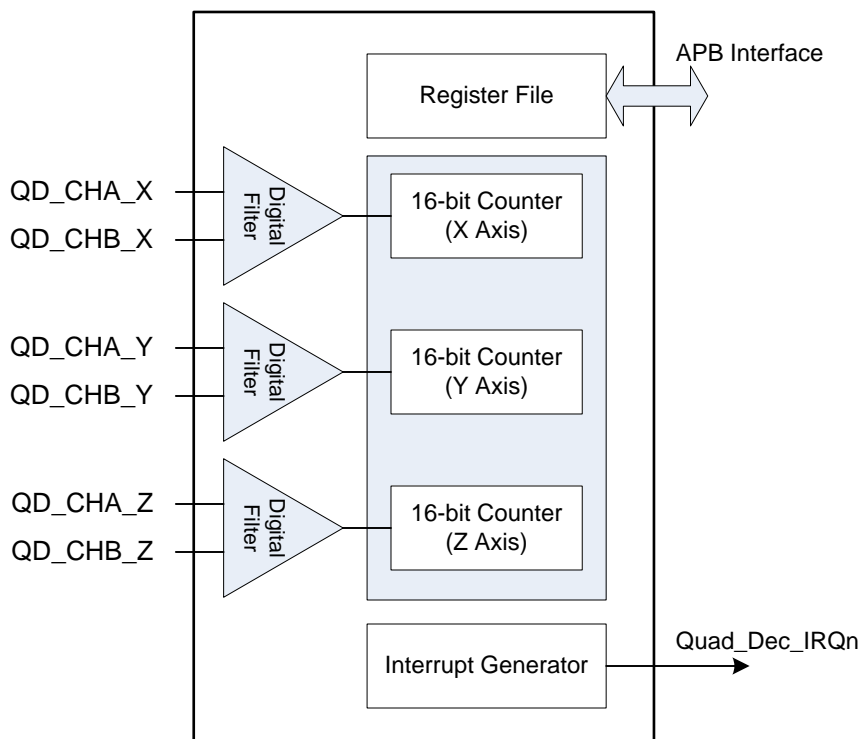 APB Interface
Register File
QD_CHA_X
QD_CHB_X
Digital
Filter
16-bit Counter
(X Axis)
QD_CHA_Y
QD_CHB_Y
Digital
Filter
16-bit Counter
(Y Axis)
QD_CHA_Z
QD_CHB_Z
Digital
Filter
16-bit Counter
(Z Axis)
Interrupt Generator
Quad_Dec_IRQn